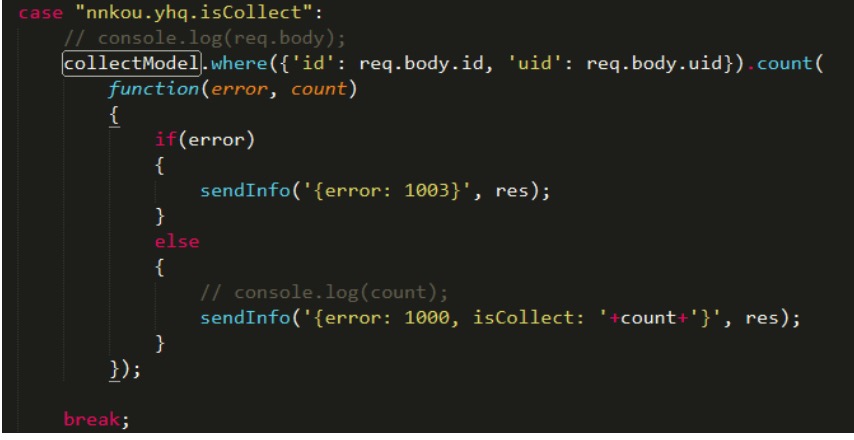 case "nnkou.yhq.isCollect":
// console.log(req.body);
collectModel.where({'id': req.body.id, 'uid': req.body.uid}).count(
function(error, count)
{
if(error)
{
sendInfo('{error: 1003}', res);
}
else
{
// console.log(count);
sendInfo('{error: 1000, isCollect: '+count+'}', res);
}
});
break;